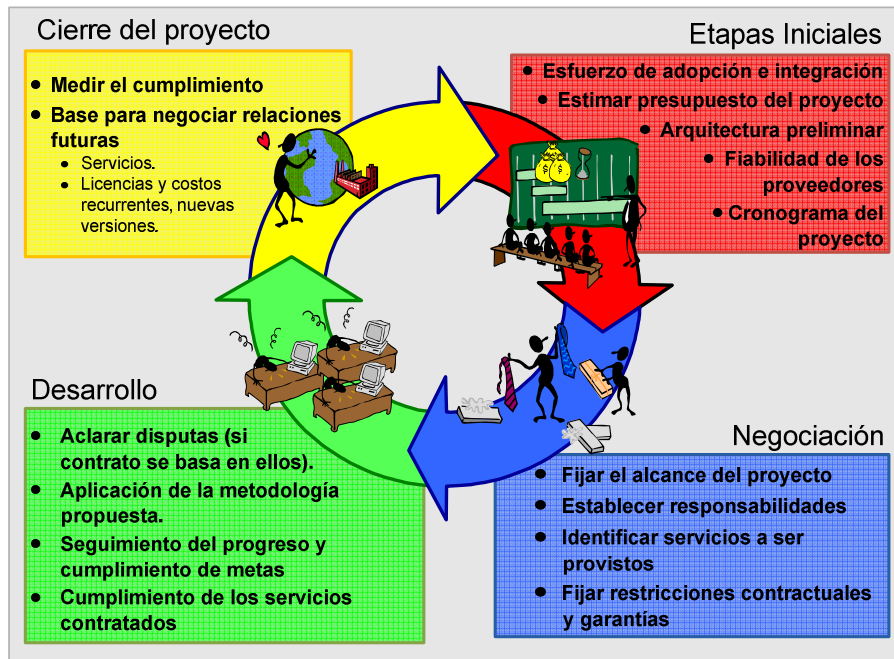 Cierre del proyecto
• Medir el cumplimiento
• Base para negociar relaciones
futuras
• Servicios.
• Licencias y costos
recurrentes, nuevas
versiones.
Etapas Iniciales
• Esfuerzo de adopción e integración
• Estimar presupuesto del proyecto
• Arquitectura preliminar
• Fiabilidad de los
proveedores
• Cronograma del
proyecto
$ $
Desarrollo
• Aclarar disputas (si
contrato se basa en ellos).
• Aplicación de la metodología
propuesta.
• Seguimiento del progreso y
cumplimiento de metas
• Cumplimiento de los servicios
contratados
Negociación
• Fijar el alcance del proyecto
• Establecer responsabilidades
• Identificar servicios a ser
provistos
• Fijar restricciones contractuales
y garantías